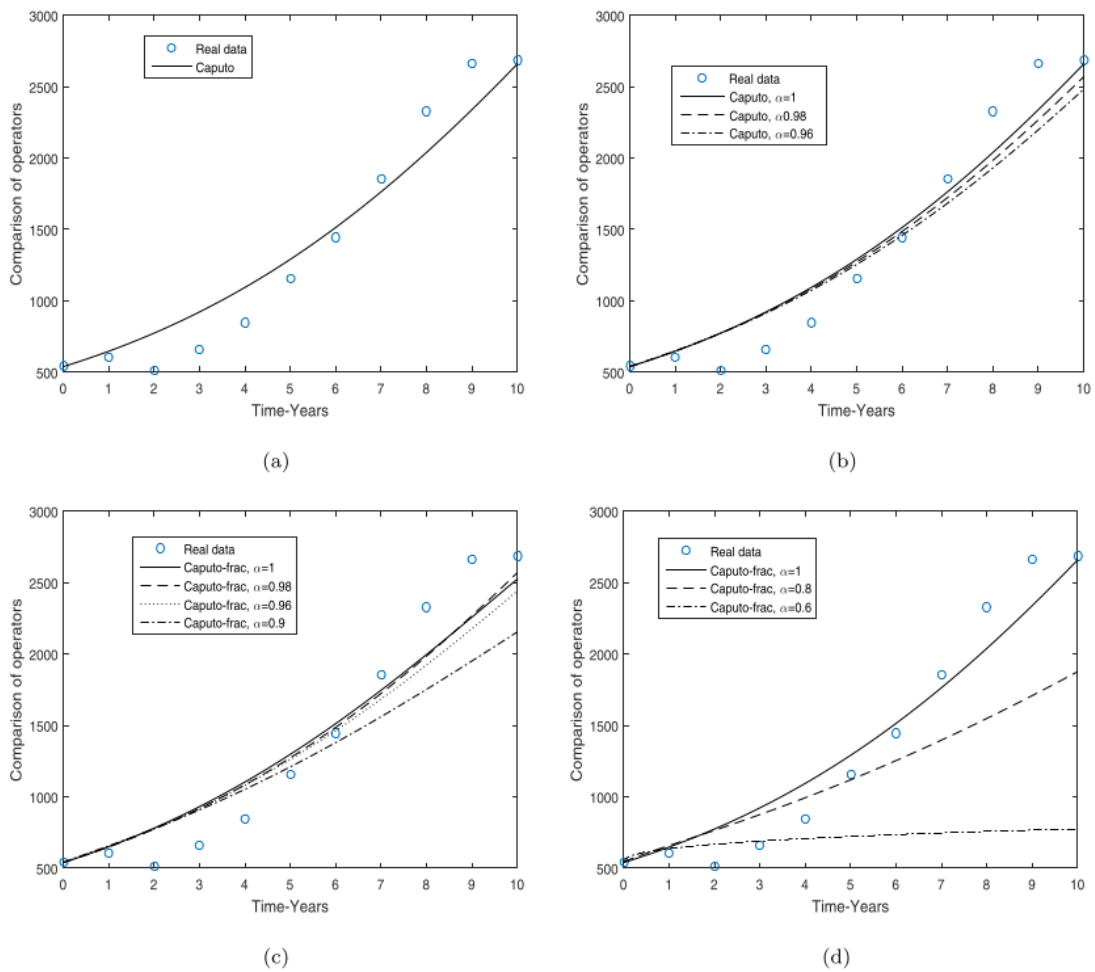 3000
2500
2000
1500
1000
500
Comparison of operators
Real data
Caputo
0 1 2 3 4 5 6 7 8 9 10
Time-Years
(a)
3000
2500
2000
1500
1000
500
Comparison of operators
Real data
Caputo, α=1
Caputo, α0.98
Caputo, α=0.96
0 1 2 3 4 5 6 7 8 9 10
Time-Years
(b)
3000
2500
2000
1500
1000
500
Comparison of operators
Real data
Caputo-frac, α=1
Caputo-frac, α=0.98
Caputo-frac, α=0.96
Caputo-frac, α=0.9
0 1 2 3 4 5 6 7 8 9 10
Time-Years
(c)
3000
2500
2000
1500
1000
500
Comparison of operators
Real data
Caputo-frac, α=1
Caputo-frac, α=0.8
Caputo-frac, α=0.6
0 1 2 3 4 5 6 7 8 9 10
Time-Years
(d)